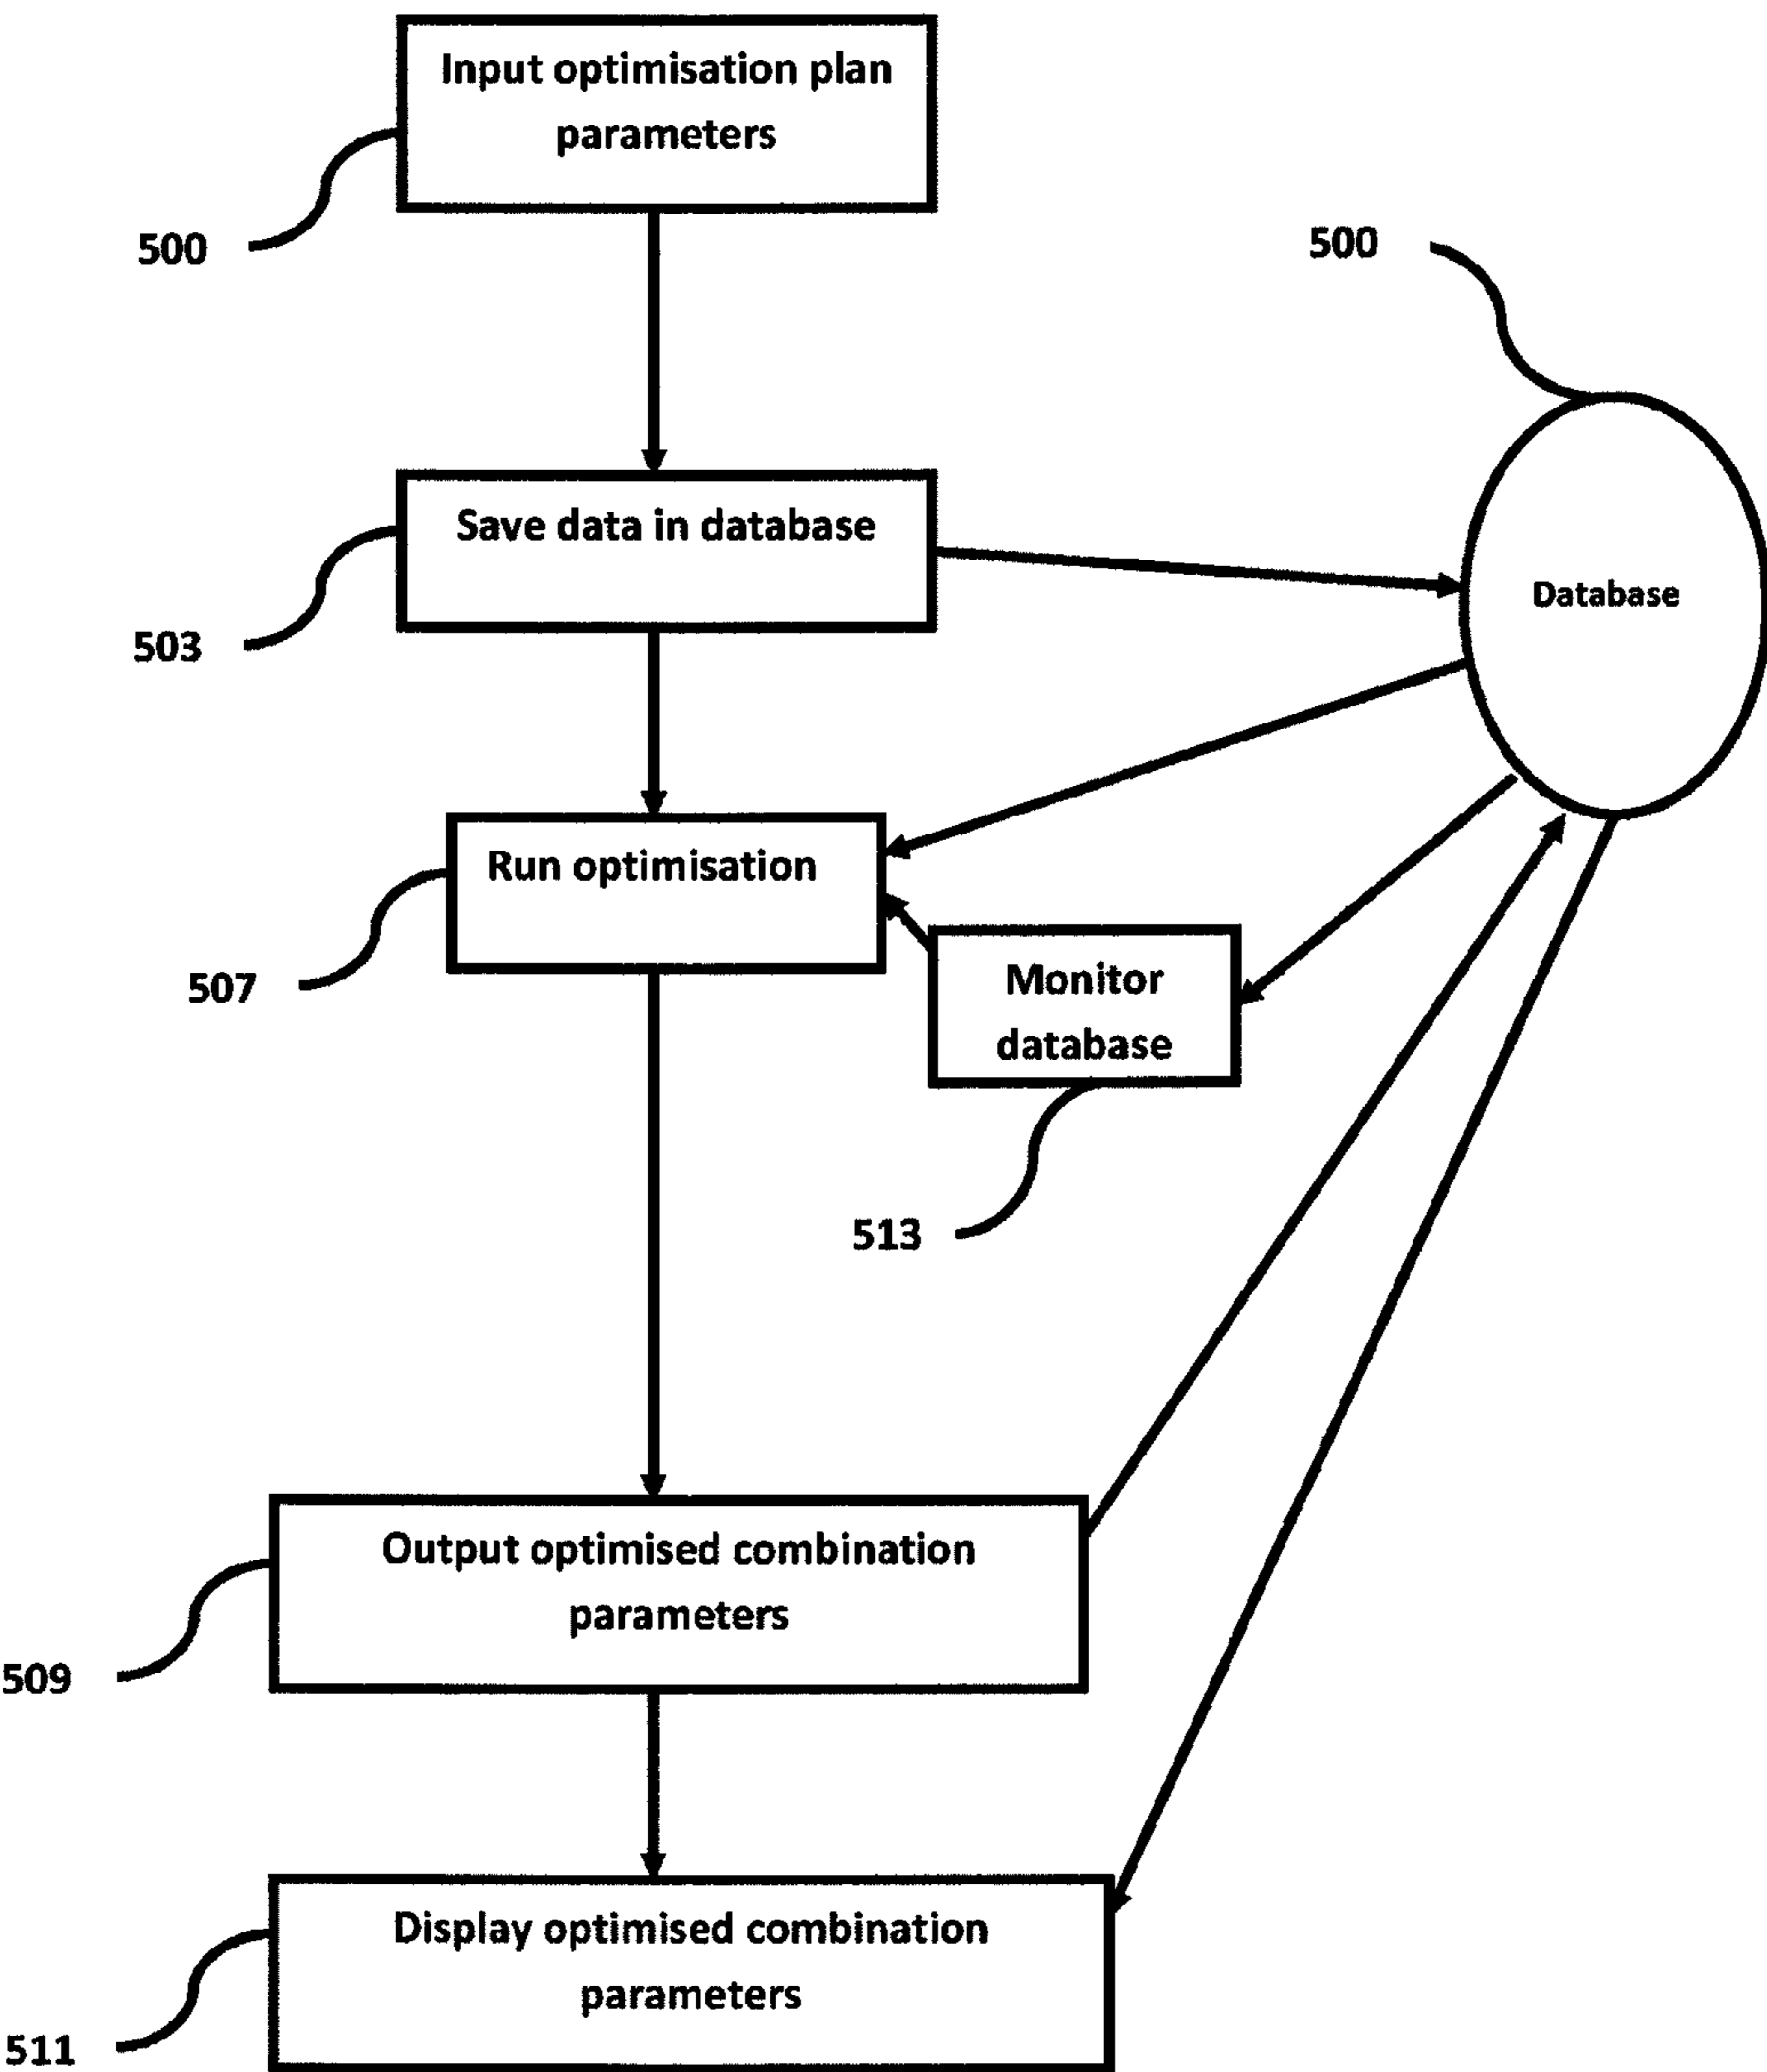 Input optimisation plan
parameters
500
500
Save data in database
Database
503
Run optimisation
507
Monitor
database
513
Output optimised combination
parameters
509
Display optimised combination
parameters
511